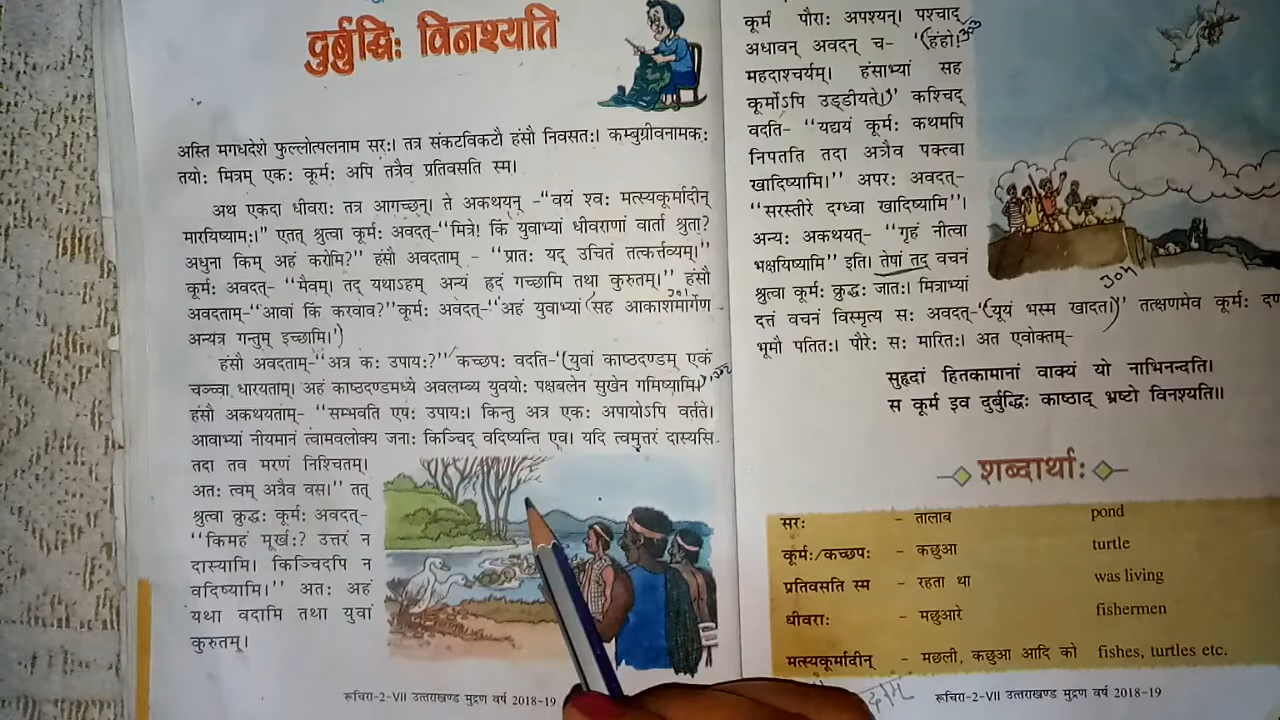 दुर्बुद्धिः विनश्यति
अस्ति मगधदेशे फुल्लोत्पलनाम सरः। तत्र संकटविकटौ हंसौ निवसतः। कम्बुग्रीवनामकः
तयोः मित्रम् एकः कूर्मः अपि तत्रैव प्रतिवसति स्म।
अथ एकदा धीवराः तत्र आगच्छन्। ते अकथयन् -“वयं श्वः मत्स्यकूर्मादीन्
मारयिष्यामः।” एतत् श्रुत्वा कूर्मः अवदत्-“मित्रे! किं युवाभ्यां धीवराणां वार्ता श्रुता?
अधुना किम् अहं करोमि?” हंसौ अवदताम् - “प्रातः यद् उचितं तत्कर्त्तव्यम्।”
कूर्मः अवदत्- “मैवम्। तद् यथाऽहम् अन्यं ह्रदं गच्छामि तथा कुरुतम्।” हंसौ
अवदताम्-“आवां किं करवाव?”कूर्मः अवदत्-“अहं युवाभ्यां (सह आकाशमार्गेण
अन्यत्र गन्तुम् इच्छामि।”)
हंसौ अवदताम्-“अत्र कः उपायः?” कच्छपः वदति-“(युवां काष्ठदण्डम् एकं
चञ्च्वा धारयताम्। अहं काष्ठदण्डमध्ये अवलम्ब्य युवयोः पक्षबलेन सुखेन गमिष्यामि।)”
हंसौ अकथयताम्- “सम्भवति एषः उपायः। किन्तु अत्र एकः अपायोऽपि वर्तते।
आवाभ्यां नीयमानं त्वामवलोक्य जनाः किञ्चिद् वदिष्यन्ति एव। यदि त्वमुत्तरं दास्यसि
तदा तव मरणं निश्चितम्।
अतः त्वम् अत्रैव वस।” तत्
श्रुत्वा क्रुद्धः कूर्मः अवदत्-
“किमहं मूर्खः? उत्तरं न
दास्यामि। किञ्चिदपि न
वदिष्यामि।” अतः अहं
यथा वदामि तथा युवां
कुरुतम्।
रूचिरा-2-VII उत्तराखण्ड मुद्रण वर्ष 2018-19
कूर्मं पौराः अपश्यन्। पश्चाद्
अधावन् अवदन् च- “(हंहो!
महदाश्चर्यम्। हंसाभ्यां सह
कूर्मोऽपि उड्डीयते।)” कश्चिद्
वदति- “यद्ययं कूर्मः कथमपि
निपतति तदा अत्रैव पक्त्वा
खादिष्यामि।” अपरः अवदत्-
“सरस्तीरे दग्ध्वा खादिष्यामि”।
अन्यः अकथयत्- “गृहं नीत्वा
भक्षयिष्यामि” इति। तेषां तद् वचनं
श्रुत्वा कूर्मः क्रुद्धः जातः। मित्राभ्यां
दत्तं वचनं विस्मृत्य सः अवदत्-“(यूयं भस्म खादत।)” तत्क्षणमेव कूर्मः
भूमौ पतितः। पौरैः सः मारितः। अत एवोक्तम्-
सुहृदां हितकामानां वाक्यं यो नाभिनन्दति।
स कूर्म इव दुर्बुद्धिः काष्ठाद् भ्रष्टो विनश्यति॥
शब्दार्थाः
सरः - तालाब pond
कूर्मः/कच्छपः - कछुआ turtle
प्रतिवसति स्म - रहता था was living
धीवराः - मछुआरे fishermen
मत्स्यकूर्मादीन् - मछली, कछुआ आदि को fishes, turtles etc.
रूचिरा-2-VII उत्तराखण्ड मुद्रण वर्ष 2018-19